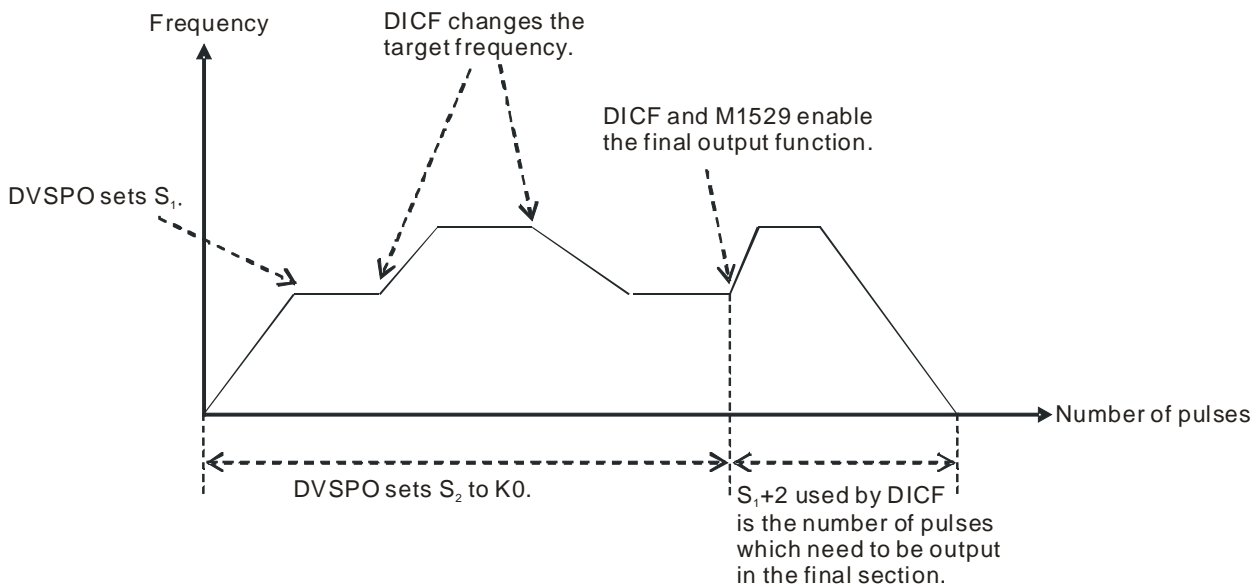 Frequency
DICF changes the
target frequency.
DICF and M1529 enable
the final output function.
DVSPO sets S₁.
Number of pulses
DVSPO sets S₂ to K0.
S₁+2 used by DICF
is the number of pulses
which need to be output
in the final section.